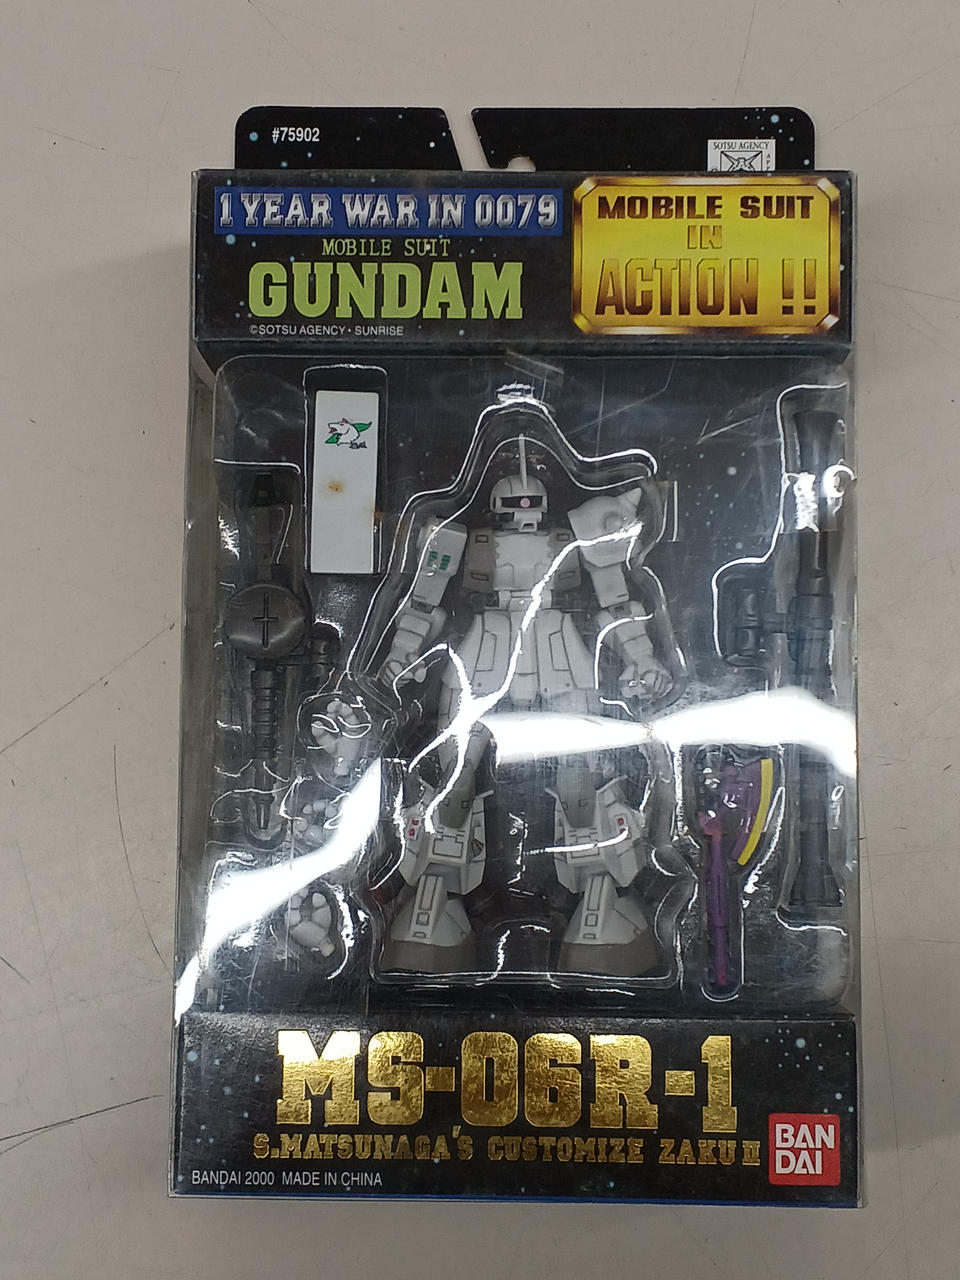 #75902
SOTSU AGENCY
1 YEAR WAR IN 0079
MOBILE SUIT
GUNDAM
©SOTSU AGENCY・SUNRISE
MOBILE SUIT
IN
ACTION !!
MS-06R-1
S.MATSUNAGA'S CUSTOMIZE ZAKU II
BANDAI 2000 MADE IN CHINA
BAN
DAI